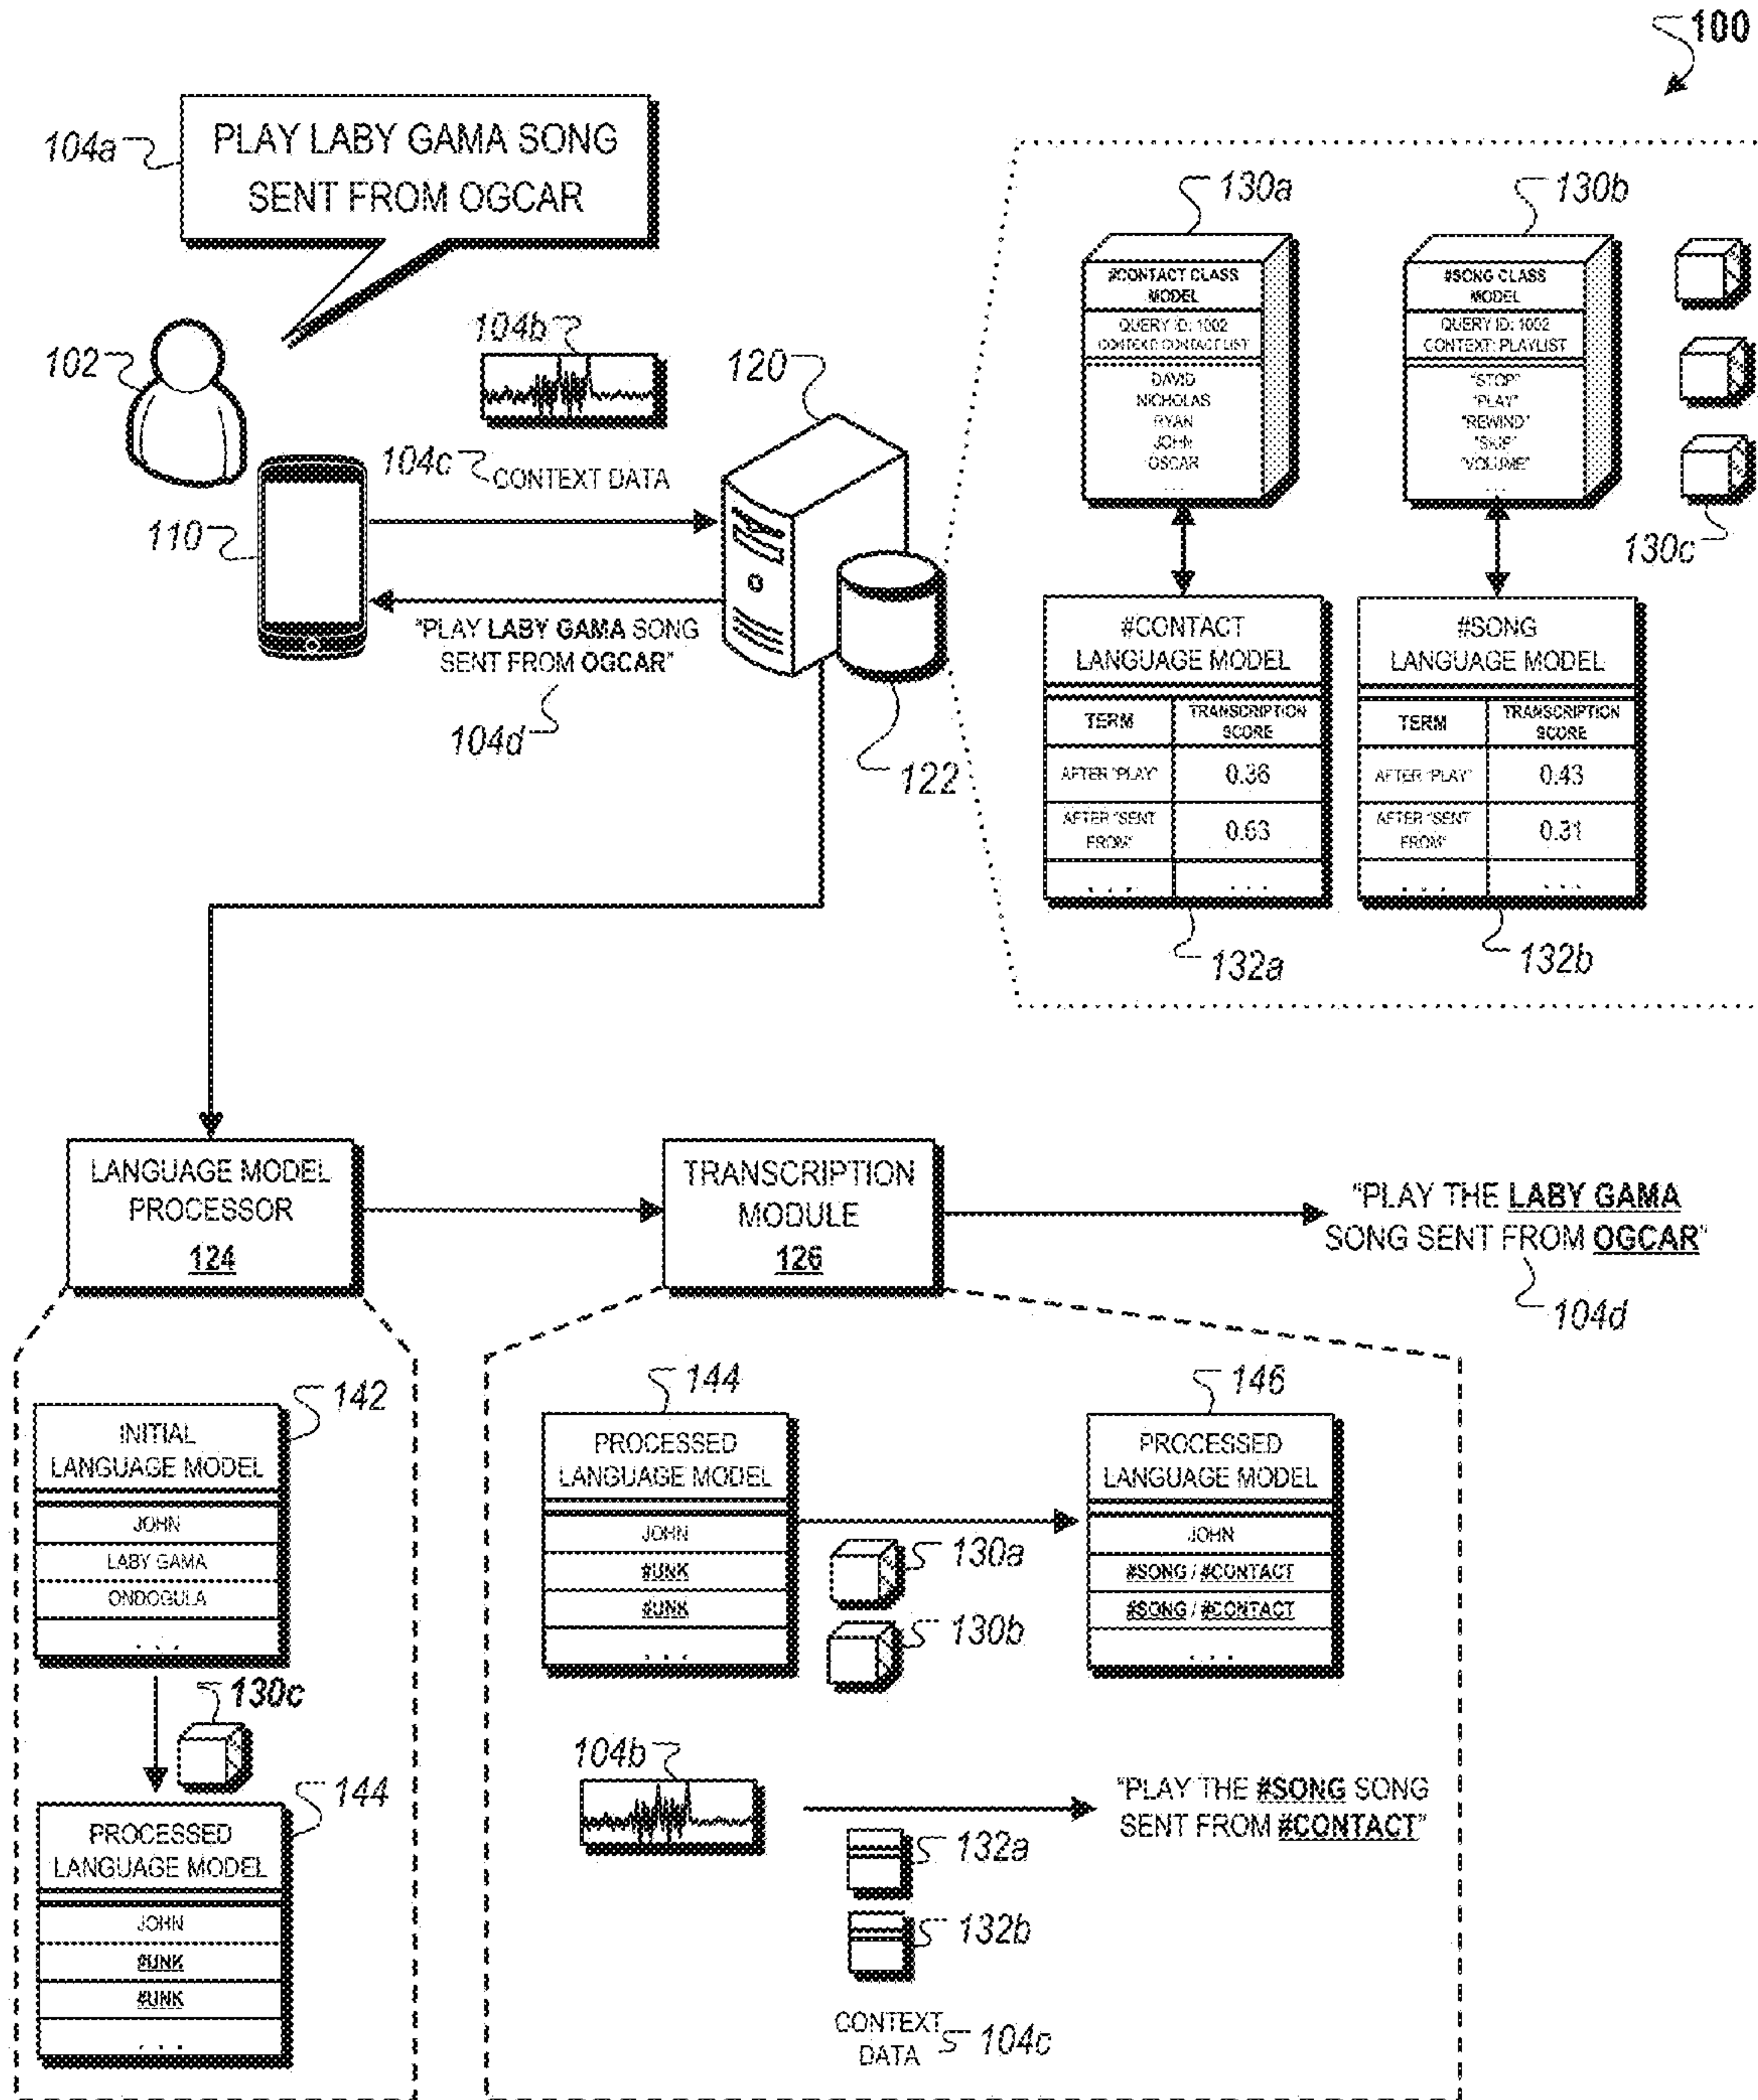 100
104a
PLAY LABY GAMA SONG
SENT FROM OGCAR
102
104b
104c
CONTEXT DATA
110
120
"PLAY LABY GAMA SONG
SENT FROM OGCAR"
104d
122
130a
#CONTACT CLASS
MODEL
QUERY ID: 1002
CONTEXT: CONTACT LIST
DAVID
NICHOLAS
RYAN
JOHN
OSCAR
...
130b
#SONG CLASS
MODEL
QUERY ID: 1002
CONTEXT: PLAYLIST
"STOP"
"PLAY"
"REWIND"
"SKIP"
"VOLUME"
...
130c
#CONTACT
LANGUAGE MODEL
TERM
TRANSCRIPTION
SCORE
AFTER "PLAY"
0.36
AFTER "SENT
FROM"
0.63
. . .
. . .
132a
#SONG
LANGUAGE MODEL
TERM
TRANSCRIPTION
SCORE
AFTER "PLAY"
0.43
AFTER "SENT
FROM"
0.31
. . .
. . .
132b
LANGUAGE MODEL
PROCESSOR
124
TRANSCRIPTION
MODULE
126
"PLAY THE LABY GAMA
SONG SENT FROM OGCAR"
104d
142
INITIAL
LANGUAGE MODEL
JOHN
LABY GAMA
ONDOGULA
. . .
130c
144
PROCESSED
LANGUAGE MODEL
JOHN
#UNK
#UNK
. . .
144
PROCESSED
LANGUAGE MODEL
JOHN
#UNK
#UNK
. . .
130a
130b
146
PROCESSED
LANGUAGE MODEL
JOHN
#SONG / #CONTACT
#SONG / #CONTACT
. . .
104b
"PLAY THE #SONG SONG
SENT FROM #CONTACT"
132a
132b
CONTEXT
DATA
104c